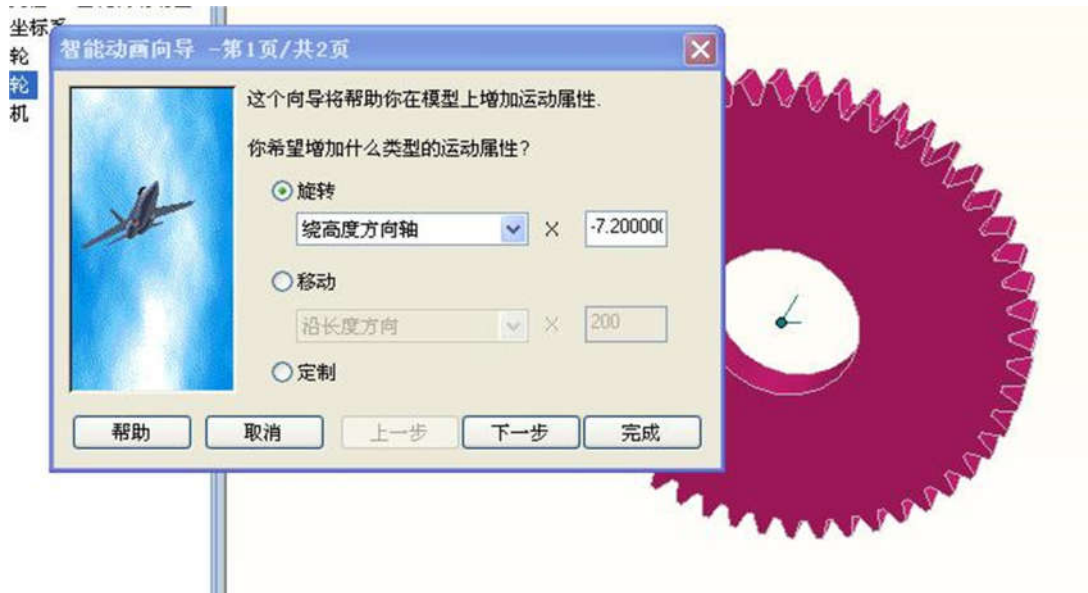 坐标系
轮
轮
机
智能动画向导 -第1页/共2页
这个向导将帮助你在模型上增加运动属性.
你希望增加什么类型的运动属性?
旋转
绕高度方向轴 × -7.200000
移动
沿长度方向 × 200
定制
帮助 取消 上一步 下一步 完成